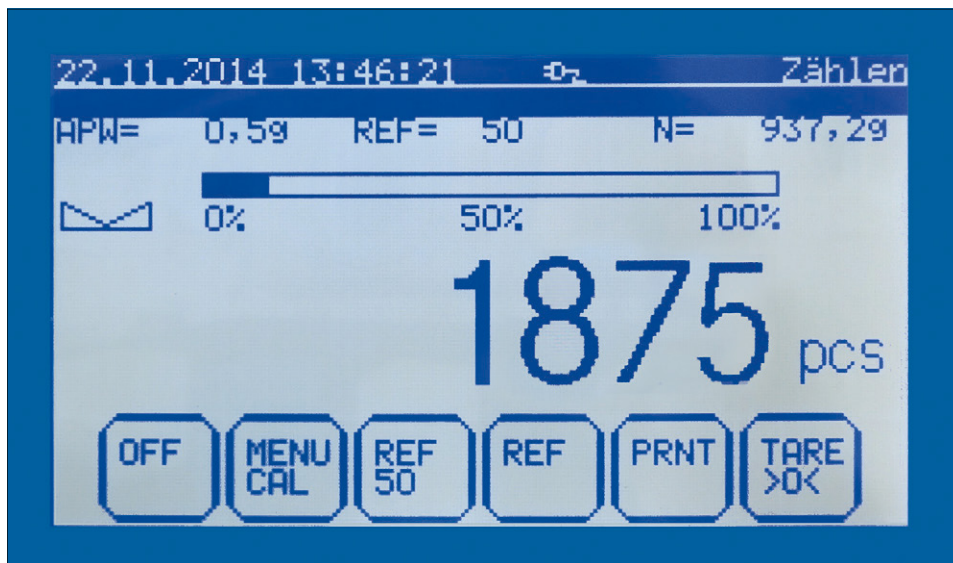 22.11.2014 13:46:21 Zählen
APW= 0,5g REF= 50 N= 937,2g
0% 50% 100%
1875 pcs
OFF MENU CAL REF 50 REF PRNT TARE >0<